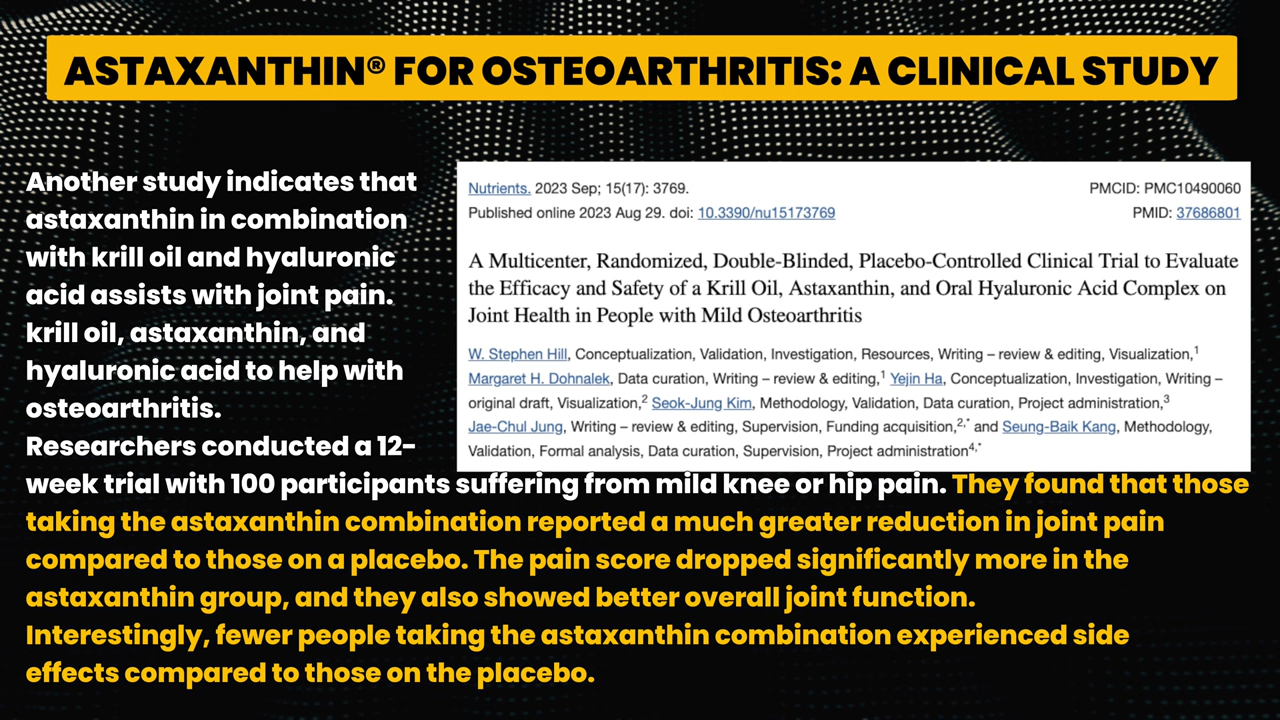 ASTAXANTHIN® FOR OSTEOARTHRITIS: A CLINICAL STUDY
Another study indicates that
astaxanthin in combination
with krill oil and hyaluronic
acid assists with joint pain.
krill oil, astaxanthin, and
hyaluronic acid to help with
osteoarthritis.
Researchers conducted a 12-
week trial with 100 participants suffering from mild knee or hip pain. They found that those
taking the astaxanthin combination reported a much greater reduction in joint pain
compared to those on a placebo. The pain score dropped significantly more in the
astaxanthin group, and they also showed better overall joint function.
Interestingly, fewer people taking the astaxanthin combination experienced side
effects compared to those on the placebo.
Nutrients. 2023 Sep; 15(17): 3769.
Published online 2023 Aug 29. doi: 10.3390/nu15173769
PMCID: PMC10490060
PMID: 37686801
A Multicenter, Randomized, Double-Blinded, Placebo-Controlled Clinical Trial to Evaluate
the Efficacy and Safety of a Krill Oil, Astaxanthin, and Oral Hyaluronic Acid Complex on
Joint Health in People with Mild Osteoarthritis
W. Stephen Hill, Conceptualization, Validation, Investigation, Resources, Writing – review & editing, Visualization,1
Margaret H. Dohnalek, Data curation, Writing – review & editing,1 Yejin Ha, Conceptualization, Investigation, Writing –
original draft, Visualization,2 Seok-Jung Kim, Methodology, Validation, Data curation, Project administration,3
Jae-Chul Jung, Writing – review & editing, Supervision, Funding acquisition,2,* and Seung-Baik Kang, Methodology,
Validation, Formal analysis, Data curation, Supervision, Project administration4,*